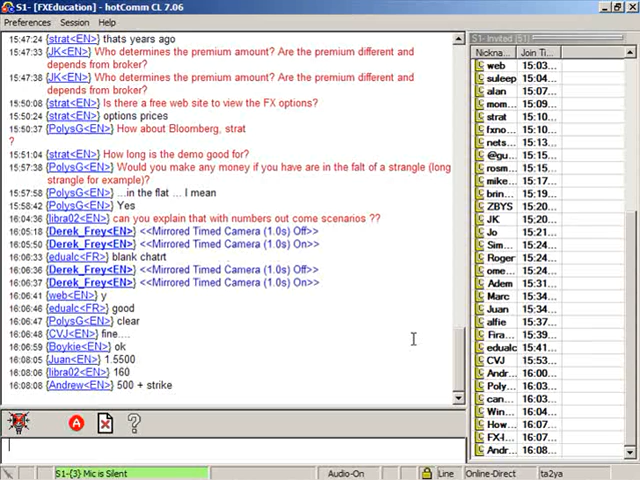 S1- [FXEducation] - hotComm CL 7.06
Preferences Session Help
15:47:24 {strat<EN>} thats years ago
15:47:33 {JK<EN>} Who determines the premium amount? Are the premium different and
depends from broker?
15:47:38 {JK<EN>} Who determines the premium amount? Are the premium different and
depends from broker?
15:50:08 {strat<EN>} Is there a free web site to view the FX options?
15:50:24 {strat<EN>} options prices
15:50:37 {PolysG<EN>} How about Bloomberg, strat
?
15:51:04 {strat<EN>} How long is the demo good for?
15:57:38 {PolysG<EN>} Would you make any money if you have are in the falt of a strangle (long
strangle for example)?
15:57:58 {PolysG<EN>} ...in the flat ... I mean
15:58:42 {PolysG<EN>} Yes
16:04:36 {libra02<EN>} can you explain that with numbers out come scenarios ??
16:05:18 {Derek_Frey<EN>} <<Mirrored Timed Camera (1.0s) Off>>
16:05:50 {Derek_Frey<EN>} <<Mirrored Timed Camera (1.0s) On>>
16:06:33 {edualc<FR>} blank chatrt
16:06:36 {Derek_Frey<EN>} <<Mirrored Timed Camera (1.0s) Off>>
16:06:37 {Derek_Frey<EN>} <<Mirrored Timed Camera (1.0s) On>>
16:06:41 {web<EN>} y
16:06:46 {edualc<FR>} good
16:06:47 {PolysG<EN>} clear
16:06:48 {CVJ<EN>} fine....
16:06:59 {Boykie<EN>} ok
16:08:05 {Juan<EN>} 1.5500
16:08:06 {libra02<EN>} 160
16:08:08 {Andrew<EN>} 500 + strike
S1- Invited [51]
Nickna... Join Ti...
web 15:03...
suleep 15:04...
alan 15:07...
mom... 15:09...
strat 15:10...
fxno... 15:10...
nets... 15:13...
@gu... 15:15...
rosm... 15:15...
mike... 15:17...
brin... 15:17...
ZBYS 15:20...
JK 15:20...
Jo 15:21...
Sim... 15:27...
Roger 15:27...
ome... 15:30...
Adem 15:31...
Marc 15:34...
Juan 15:34...
alfie 15:37...
Fira... 15:39...
edualc 15:41...
CVJ 15:53...
Andr... 16:00...
Poly... 16:03...
can... 16:03...
Win... 16:04...
How... 16:07...
FX-I... 16:07...
Andr... 16:08...
A
?
S1-{3} Mic is Silent Audio-On Line Online-Direct ta2ya